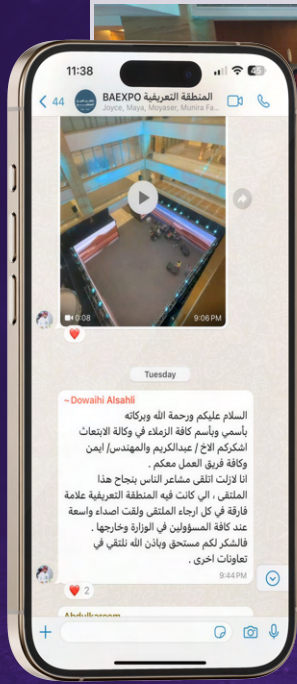 11:38
44
المنطقة التعريفية BAEXPO
Joyce, Maya, Moyaser, Munira Fa...
0:08
9:06 PM
Tuesday
~Dowaihi Alsahli
السلام عليكم ورحمة الله وبركاته
بأسمي وبأسم كافة الزملاء في وكالة الابتعاث
اشكركم الاخ / عبدالكريم والمهندس/ ايمن
وكافة فريق العمل معكم .
انا لازلت اتلقى مشاعر الناس بنجاح هذا
الملتقى ، الي كانت فيه المنطقة التعريفية علامة
فارقة في كل ارجاء الملتقى ولقت اصداء واسعة
عند كافة المسؤولين في الوزارة وخارجها .
فالشكر لكم مستحق وباذن الله نلتقي في
تعاونات اخرى .
9:44 PM
2
Abdulkareem